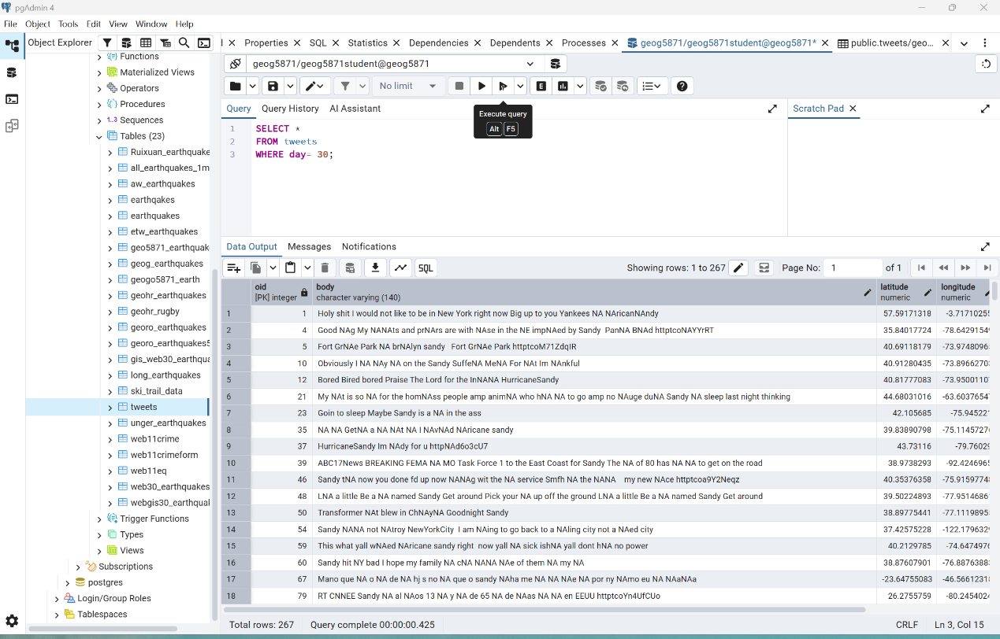 pgAdmin 4
File Object Tools Edit View Window Help
Object Explorer
Properties SQL Statistics Dependencies Dependents Processes geog5871/geog5871student@geog5871* public.tweets/geo...
geog5871/geog5871student@geog5871
No limit
E
Query Query History AI Assistant
Scratch Pad
Execute query
Alt F5
1 SELECT *
2 FROM tweets
3 WHERE day= 30;
Functions
Materialized Views
Operators
Procedures
1..3 Sequences
Tables (23)
Ruixuan_earthquake
all_earthquakes_1m
aw_earthquakes
earthqakes
earthquakes
etw_earthquakes
geo5871_earthquak
geog_earthquakes
geogo5871_earth
geohr_earthquakes
geohr_rugby
georo_earthquakes
georo_earthquakes5
gis_web30_earthqu
long_earthquakes
ski_trail_data
tweets
unger_earthquakes
web11crime
web11crimeform
web11eq
web30_earthquakes
webgis30_earthqual
Trigger Functions
Types
Views
Subscriptions
postgres
Login/Group Roles
Tablespaces
Data Output Messages Notifications
SQL
Showing rows: 1 to 267
Page No: 1 of 1
oid
[PK] integer
body
character varying (140)
latitude
numeric
longitude
numeric
1 1 Holy shit I would not like to be in New York right now Big up to you Yankees NA NAricanNAndy 57.59171318 -3.71710255
2 4 Good NAg My NANAts and prNArs are with NAse in the NE impNAed by Sandy PanNA BNAd httptcoNAYYrRT 35.84017724 -78.6429154
3 5 Fort GrNAe Park NA brNAlyn sandy Fort GrNAe Park httptcoM71ZdqIR 40.69118179 -73.9748096
4 10 Obviously I NA NAy NA on the Sandy SuffeNA MeNA For NAt Im NAnkful 40.91280435 -73.8966270
5 12 Bored Bired bored Praise The Lord for the InNANA HurricaneSandy 40.81777083 -73.9500110
6 21 My NAt is so NA for the homNAss people amp animNA who hNA NA to go amp no NAuge duNA Sandy NA sleep last night thinking 44.68031016 -63.6037654
7 23 Goin to sleep Maybe Sandy is a NA in the ass 42.105685 -75.945221
8 35 NA NA GetNA a NA NAt NA I NAvNAd NAricane sandy 39.83890798 -75.1145727
9 37 HurricaneSandy Im NAdy for u httpNAd6o3cU7 43.73116 -79.7602
10 39 ABC17News BREAKING FEMA NA MO Task Force 1 to the East Coast for Sandy The NA of 80 has NA NA to get on the road 38.9738293 -92.4246965
11 46 Sandy tNA now you done fd up now NANAg wit the NA service Smfh NA the NANA my new NAce httptcoa9Y2Neqz 40.35376358 -75.9159774
12 48 LNA a little Be a NA named Sandy Get around Pick your NA up off the ground LNA a little Be a NA named Sandy Get around 39.50224893 -77.9514686
13 50 Transformer NAt blew in ChNAyNA Goodnight Sandy 38.89775441 -77.1119895
14 54 Sandy NANA not NAtroy NewYorkCity I am NAing to go back to a NAling city not a NAed city 37.42575228 -122.179632
15 59 This what yall wNAed NAricane sandy right now yall NA sick ishNA yall dont hNA no power 40.2129785 -74.6474976
16 60 Sandy hit NY bad I hope my family NA cNA NANA NAe of them NA my NA 38.87607901 -76.8876388
17 67 Mano que NA o NA de NA hj s no NA que o sandy NAha me NA NA NAe NA por ny NAmo eu NA NAaNAa -23.64755083 -46.5661231
18 79 RT CNNEE Sandy NA al NAos 13 NA y NA de 65 NA de NAas NA NA en EEUU httptcoYn4UfCUo 26.2755759 -80.2454024
Total rows: 267 Query complete 00:00:00.425 CRLF Ln 3, Col 15